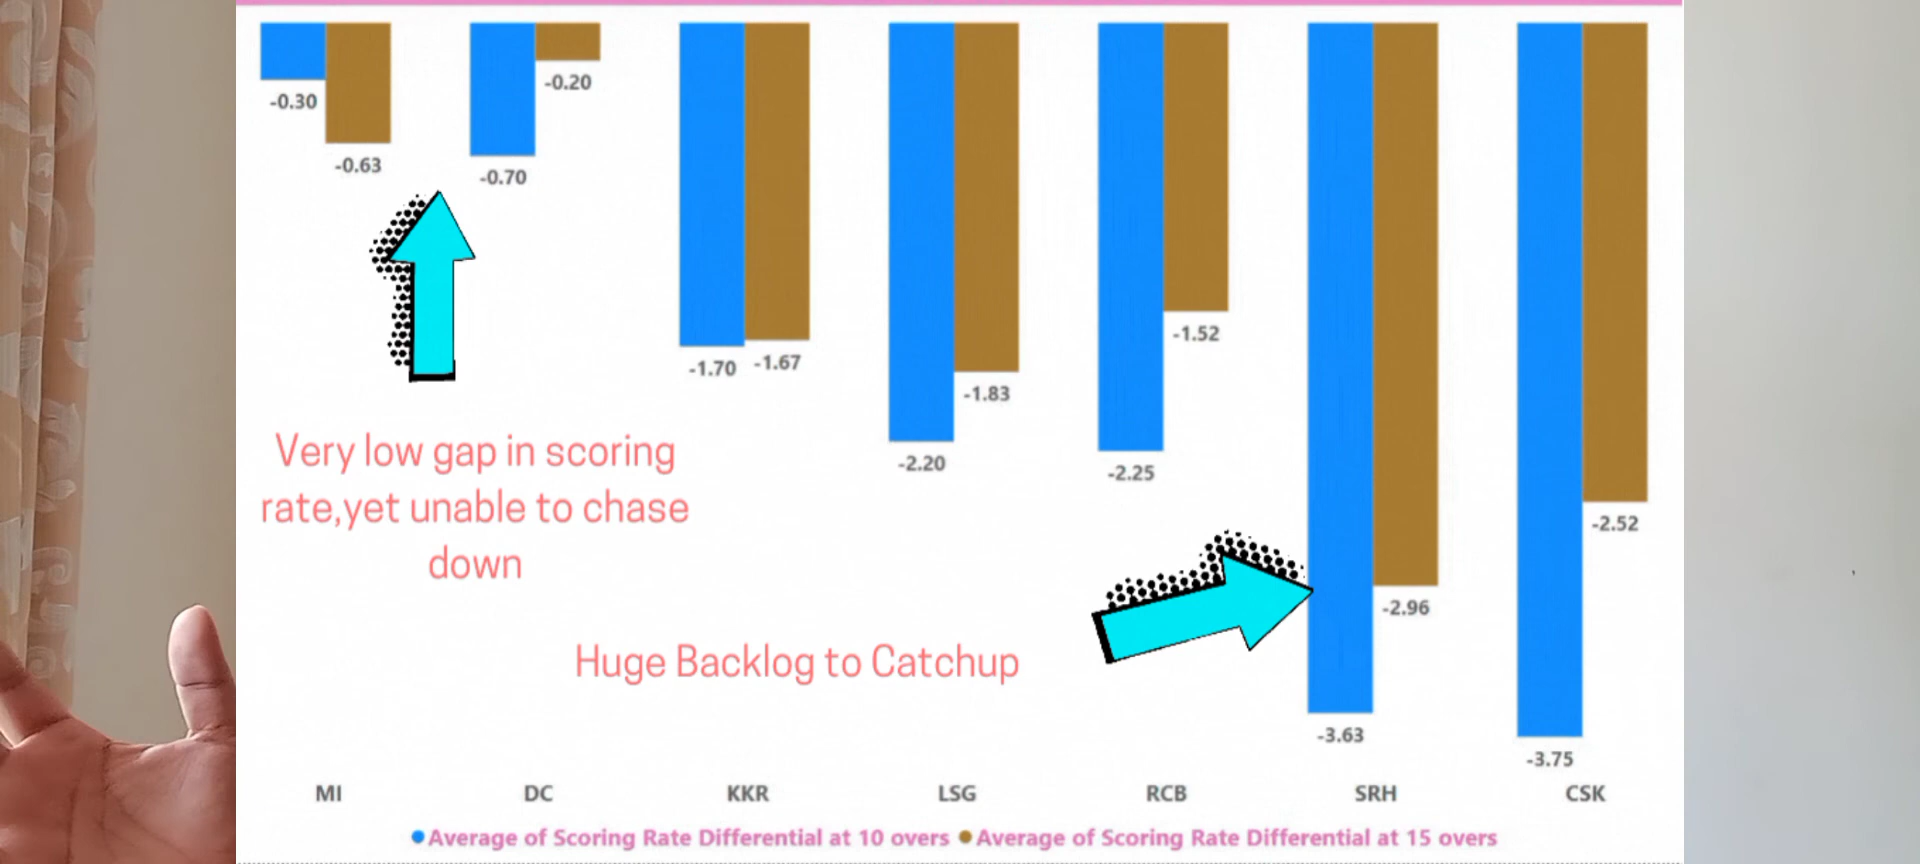 -0.30
-0.63
-0.70
-0.20
-1.70
-1.67
-2.20
-1.83
-2.25
-1.52
-3.63
-2.96
-3.75
-2.52
Very low gap in scoring
rate,yet unable to chase
down
Huge Backlog to Catchup
MI DC KKR LSG RCB SRH CSK
Average of Scoring Rate Differential at 10 overs Average of Scoring Rate Differential at 15 overs